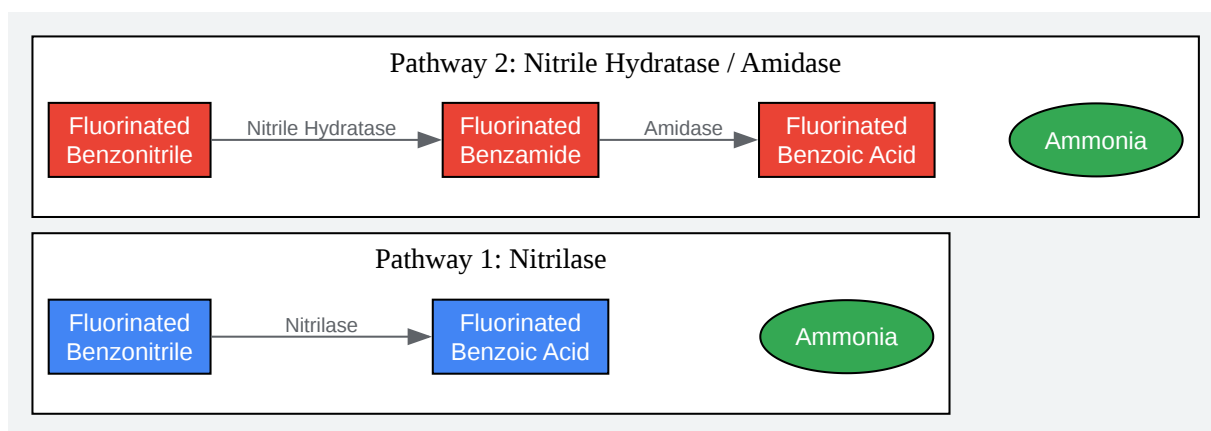 Pathway 2: Nitrile Hydratase / Amidase
Fluorinated
Benzonitrile
Nitrile Hydratase
Fluorinated
Benzamide
Amidase
Fluorinated
Benzoic Acid
Ammonia
Pathway 1: Nitrilase
Fluorinated
Benzonitrile
Nitrilase
Fluorinated
Benzoic Acid
Ammonia